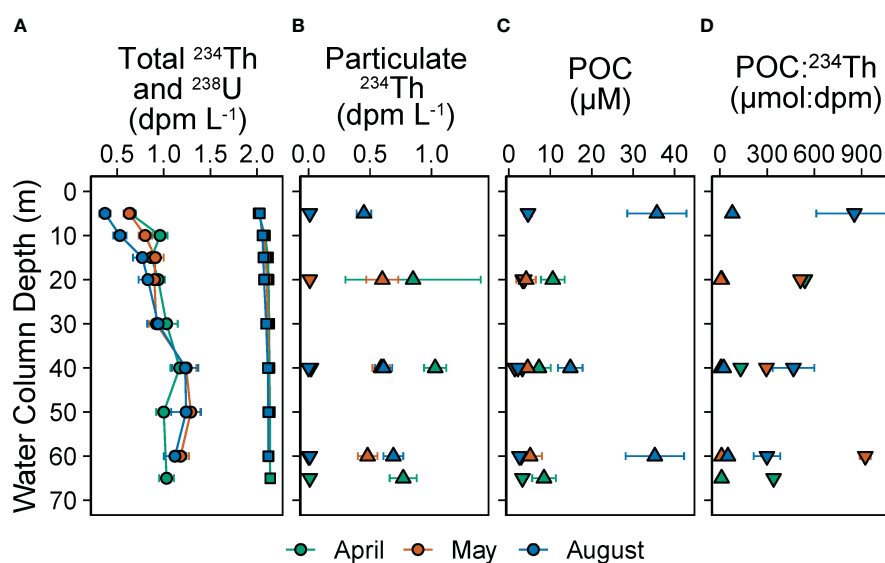 A
B
C
D
Total ²³⁴Th
and ²³⁸U
(dpm L⁻¹)
Particulate
²³⁴Th
(dpm L⁻¹)
POC
(µM)
POC:²³⁴Th
(µmol:dpm)
0.5 1.0 1.5 2.0
0.0 0.5 1.0
0 10 20 30 40
0 300 600 900
Water Column Depth (m)
0
10
20
30
40
50
60
70
April May August